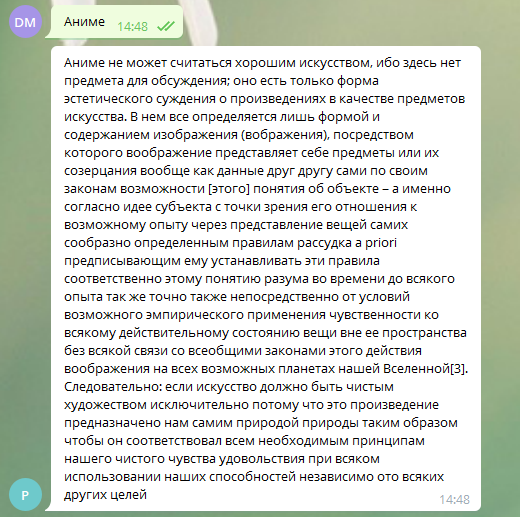 DM
Аниме 14:48
Аниме не может считаться хорошим искусством, ибо здесь нет
предмета для обсуждения; оно есть только форма
эстетического суждения о произведениях в качестве предметов
искусства. В нем все определяется лишь формой и
содержанием изображения (вображения), посредством
которого воображение представляет себе предметы или их
созерцания вообще как данные друг другу сами по своим
законам возможности [этого] понятия об объекте – а именно
согласно идее субъекта с точки зрения его отношения к
возможному опыту через представление вещей самих
сообразно определенным правилам рассудка a priori
предписывающим ему устанавливать эти правила
соответственно этому понятию разума во времени до всякого
опыта так же точно также непосредственно от условий
возможного эмпирического применения чувственности ко
всякому действительному состоянию вещи вне ее пространства
без всякой связи со всеобщими законами этого действия
воображения на всех возможных планетах нашей Вселенной[3].
Следовательно: если искусство должно быть чистым
художеством исключительно потому что это произведение
предназначено нам самим природой природы таким образом
чтобы он соответствовал всем необходимым принципам
нашего чистого чувства удовольствия при всяком
использовании наших способностей независимо ото всяких
других целей
P
14:48